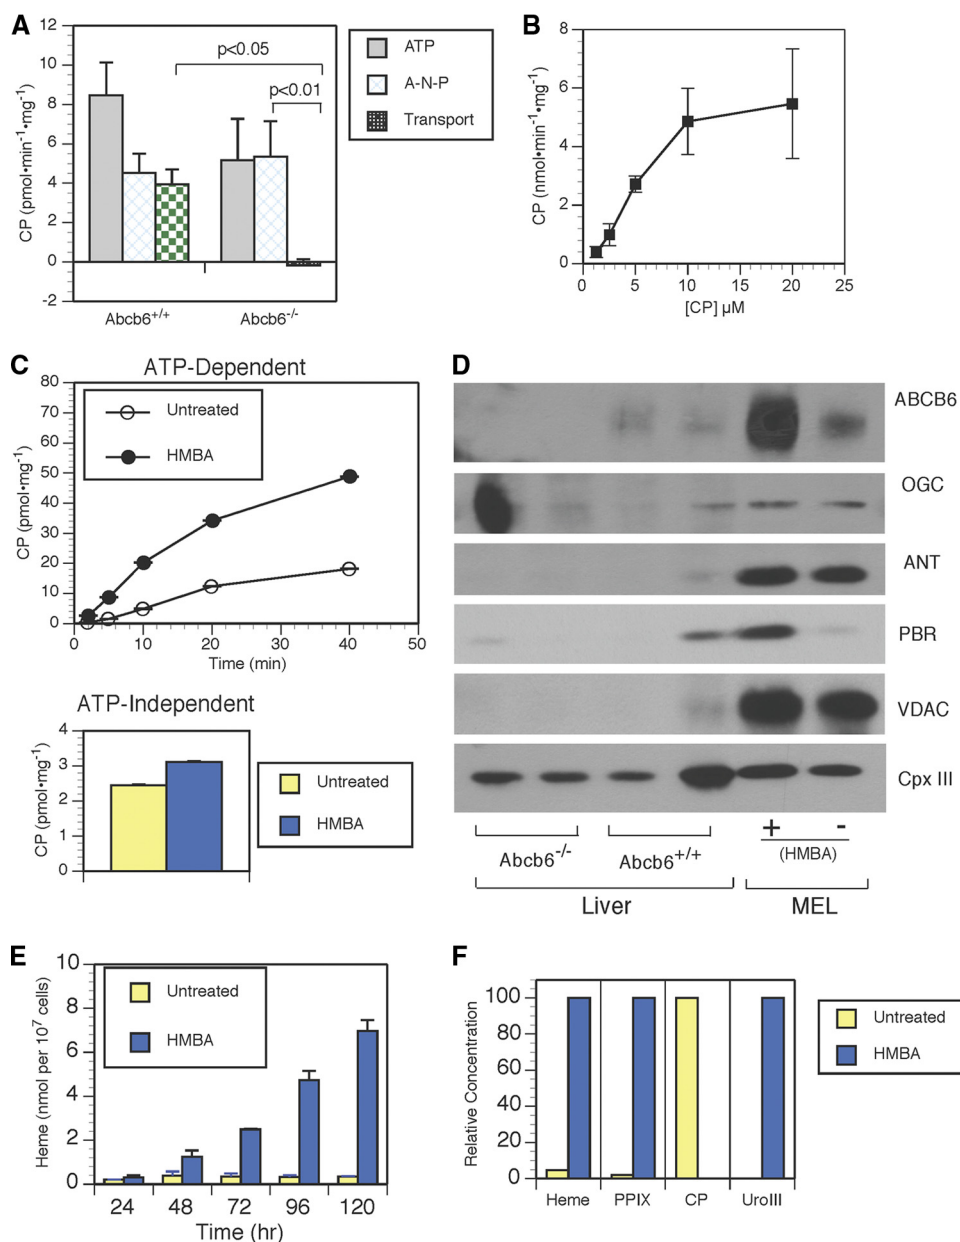 A
CP (pmol•min⁻¹•mg⁻¹)
12
10
8
6
4
2
0
-2
p<0.05
p<0.01
Abcb6⁺/⁺
Abcb6⁻/⁻
ATP
A-N-P
Transport
B
CP (nmol•min⁻¹•mg⁻¹)
8
6
4
2
0
0 5 10 15 20 25
[CP] µM
C
ATP-Dependent
CP (pmol•mg⁻¹)
80
70
60
50
40
30
20
10
0
Untreated
HMBA
0 10 20 30 40 50
Time (min)
ATP-Independent
CP (pmol•mg⁻¹)
4
3
2
1
0
Untreated
HMBA
D
ABCB6
OGC
ANT
PBR
VDAC
Cpx III
+ -
(HMBA)
Abcb6⁻/⁻
Abcb6⁺/⁺
Liver
MEL
E
Heme (nmol per 10⁷ cells)
10
8
6
4
2
0
Untreated
HMBA
24 48 72 96 120
Time (hr)
F
Relative Concentration
100
80
60
40
20
0
Heme PPIX CP UroIII
Untreated
HMBA